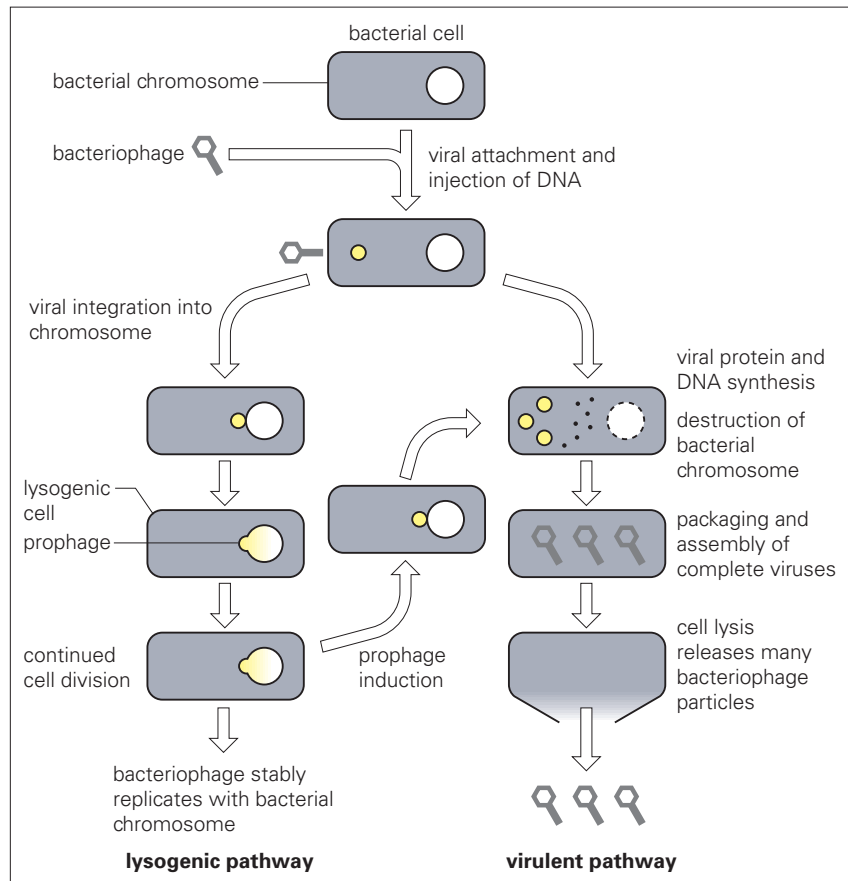 bacterial cell
bacterial chromosome
bacteriophage
viral attachment and
injection of DNA
viral integration into
chromosome
viral protein and
DNA synthesis
destruction of
bacterial
chromosome
lysogenic
cell
prophage
packaging and
assembly of
complete viruses
continued
cell division
prophage
induction
cell lysis
releases many
bacteriophage
particles
bacteriophage stably
replicates with bacterial
chromosome
lysogenic pathway
virulent pathway